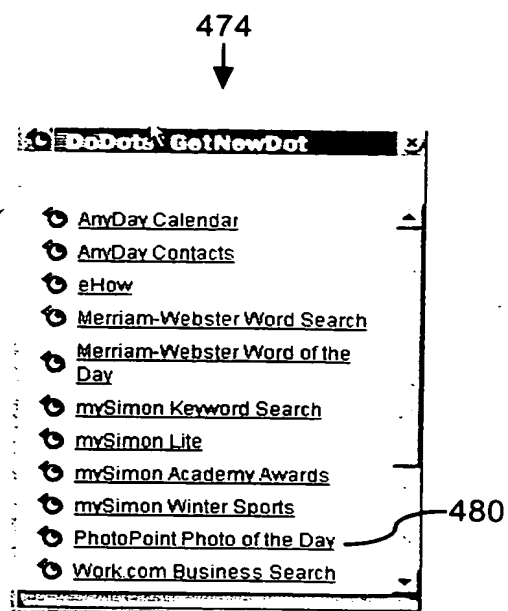 474
DoDots GetNewDot
AnyDay Calendar
AnyDay Contacts
eHow
Merriam-Webster Word Search
Merriam-Webster Word of the
Day
mySimon Keyword Search
mySimon Lite
mySimon Academy Awards
mySimon Winter Sports
PhotoPoint Photo of the Day
480
Work.com Business Search